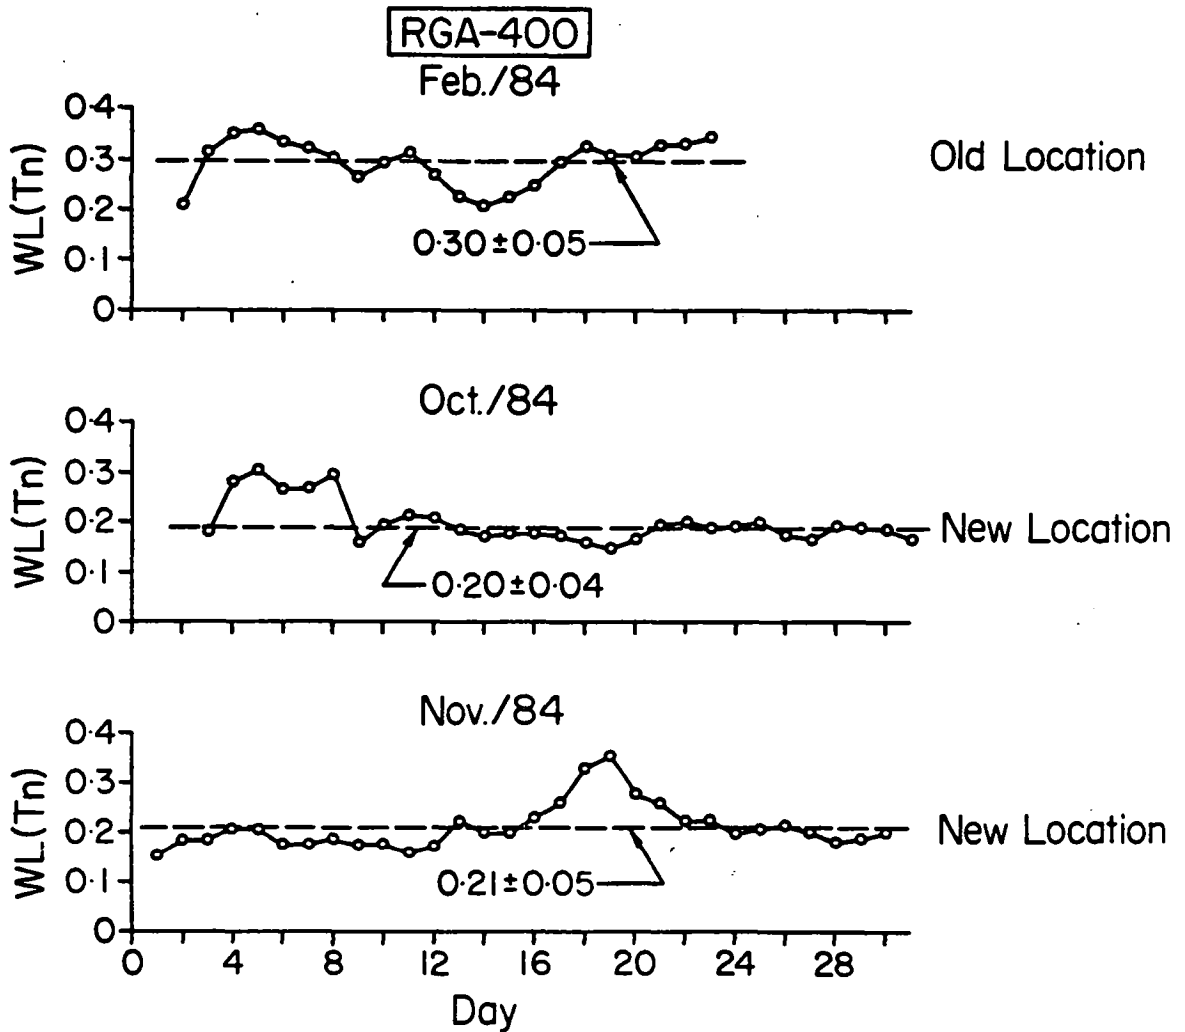 RGA-400
Feb./84
0·4
0·3
0·2
0·1
0
WL(Tn)
Old Location
0·30±0·05
Oct./84
0·4
0·3
0·2
0·1
0
WL(Tn)
New Location
0·20±0·04
Nov./84
0·4
0·3
0·2
0·1
0
WL(Tn)
New Location
0·21±0·05
0 4 8 12 16 20 24 28
Day